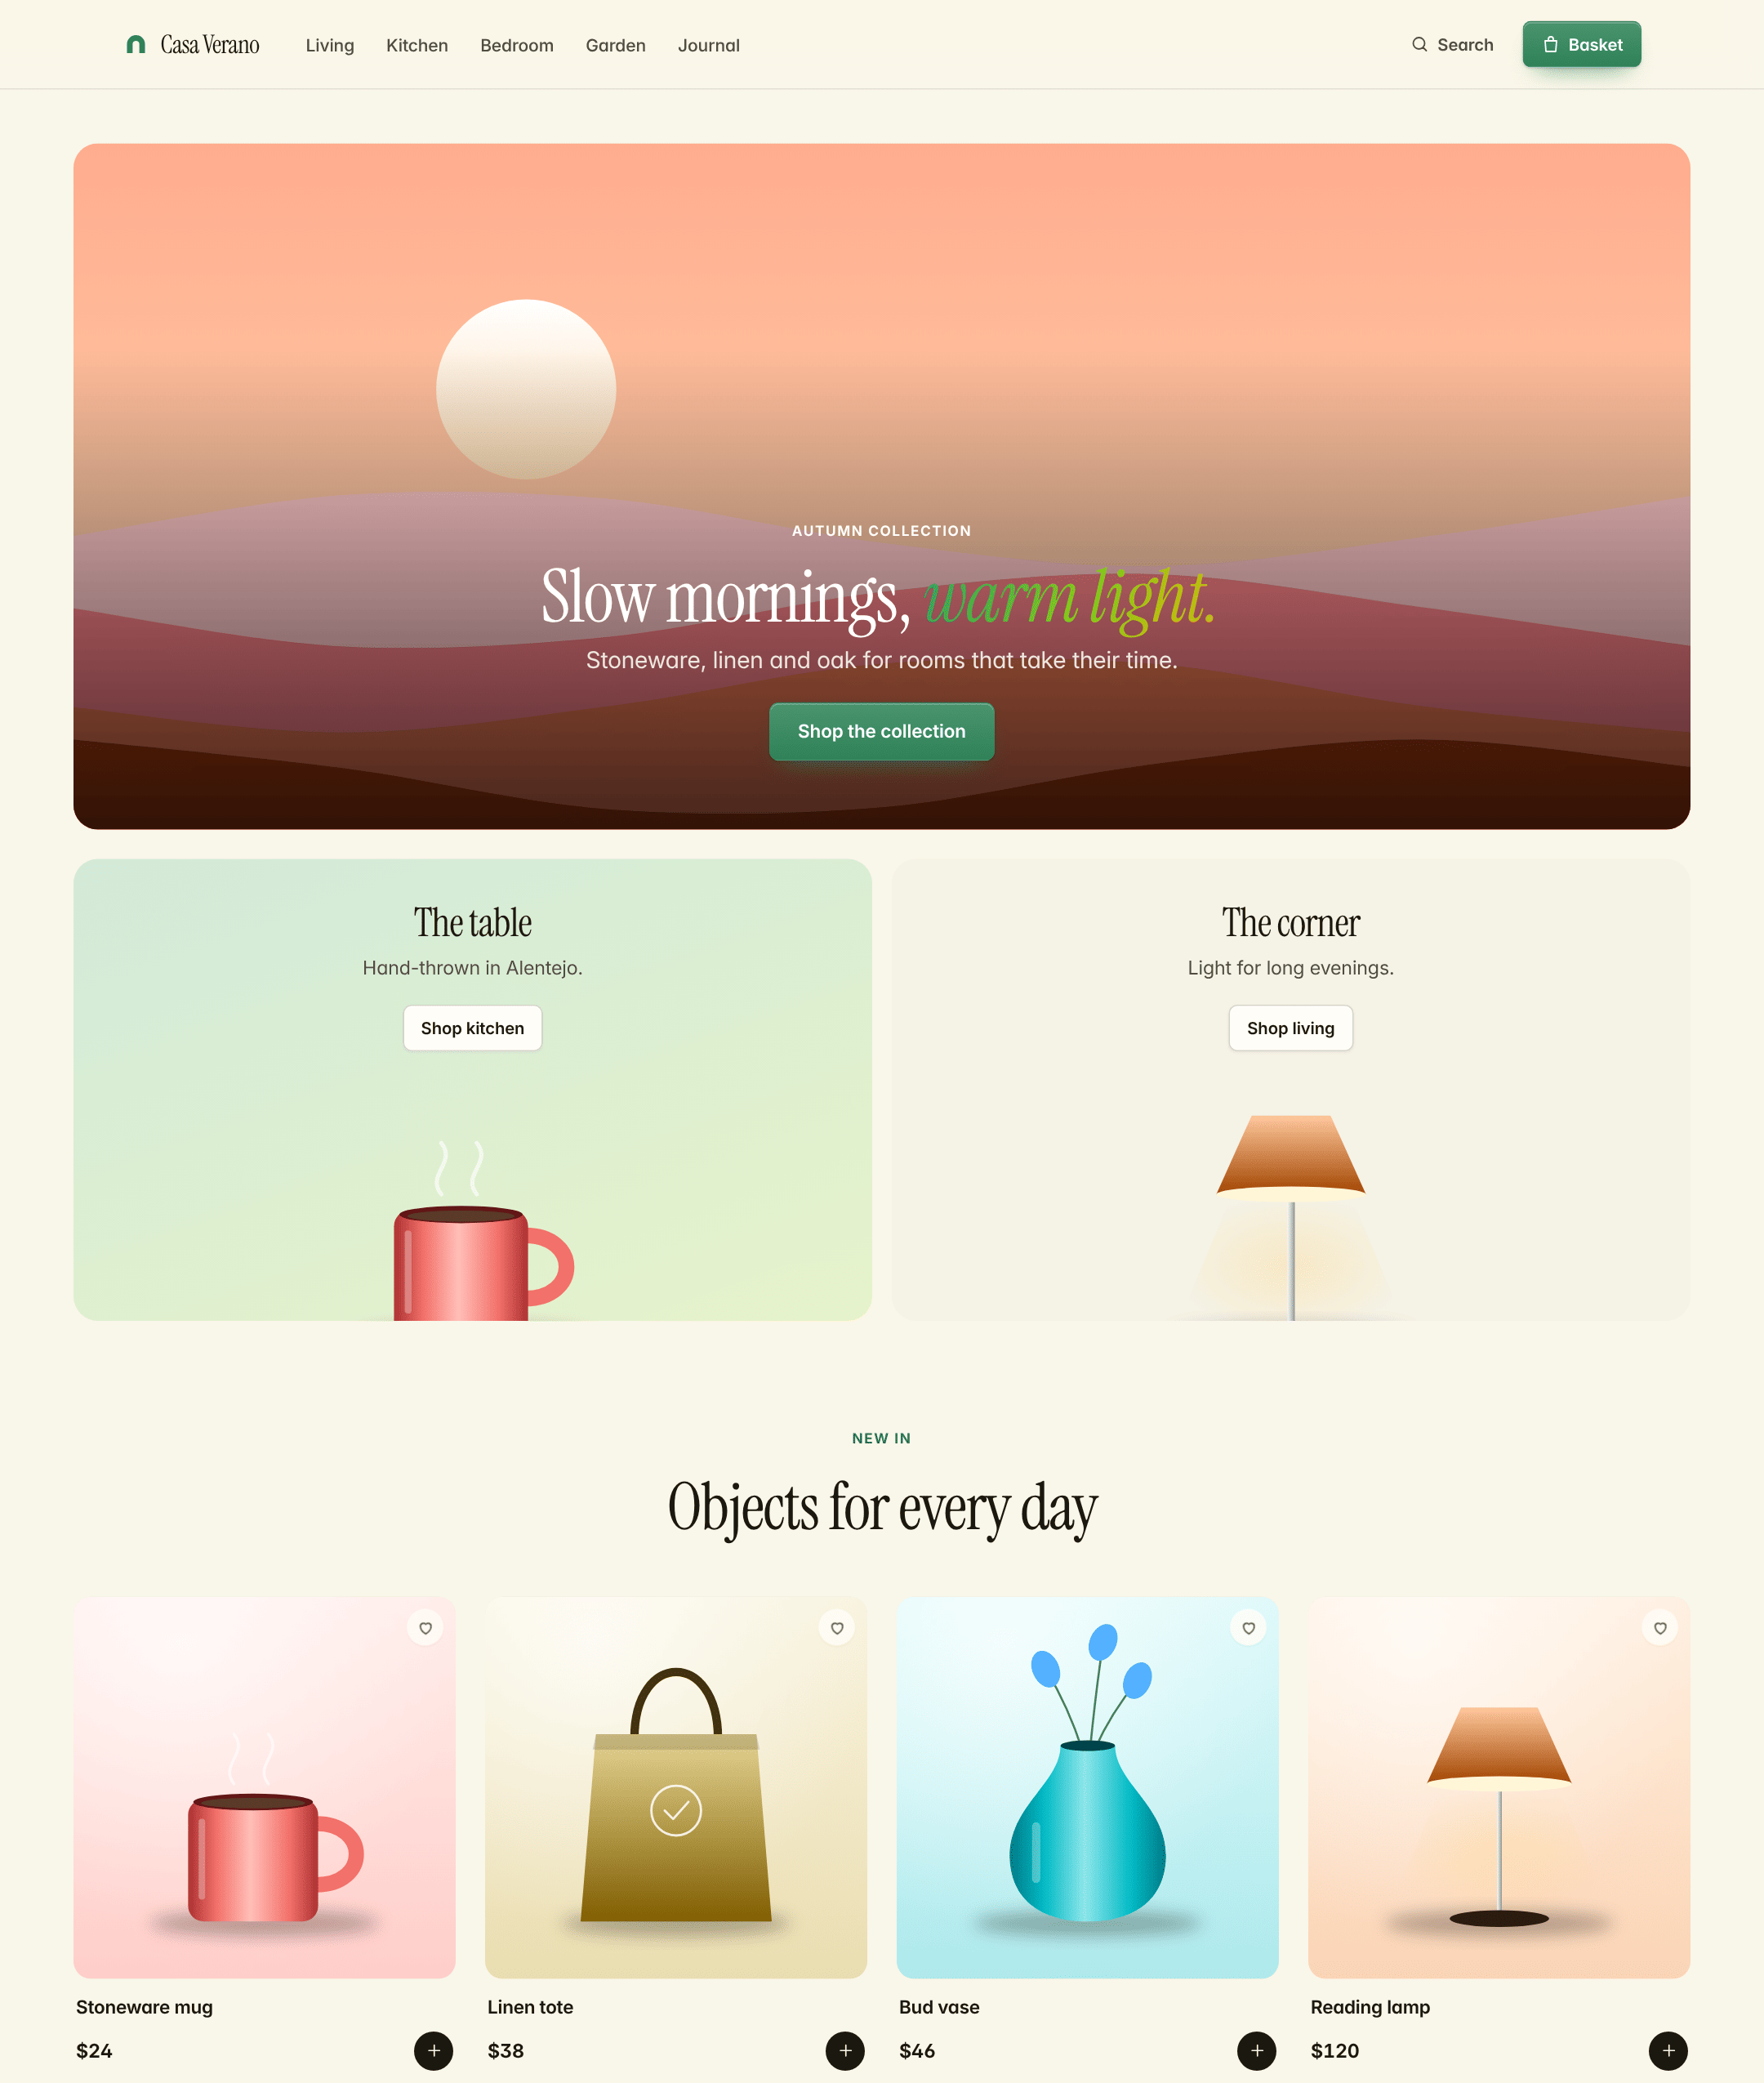 Casa Verano
Living
Kitchen
Bedroom
Garden
Journal
Search
Basket
AUTUMN COLLECTION
Slow mornings, warm light.
Stoneware, linen and oak for rooms that take their time.
Shop the collection
The table
Hand-thrown in Alentejo.
Shop kitchen
The corner
Light for long evenings.
Shop living
NEW IN
Objects for every day
Stoneware mug
$24
Linen tote
$38
Bud vase
$46
Reading lamp
$120